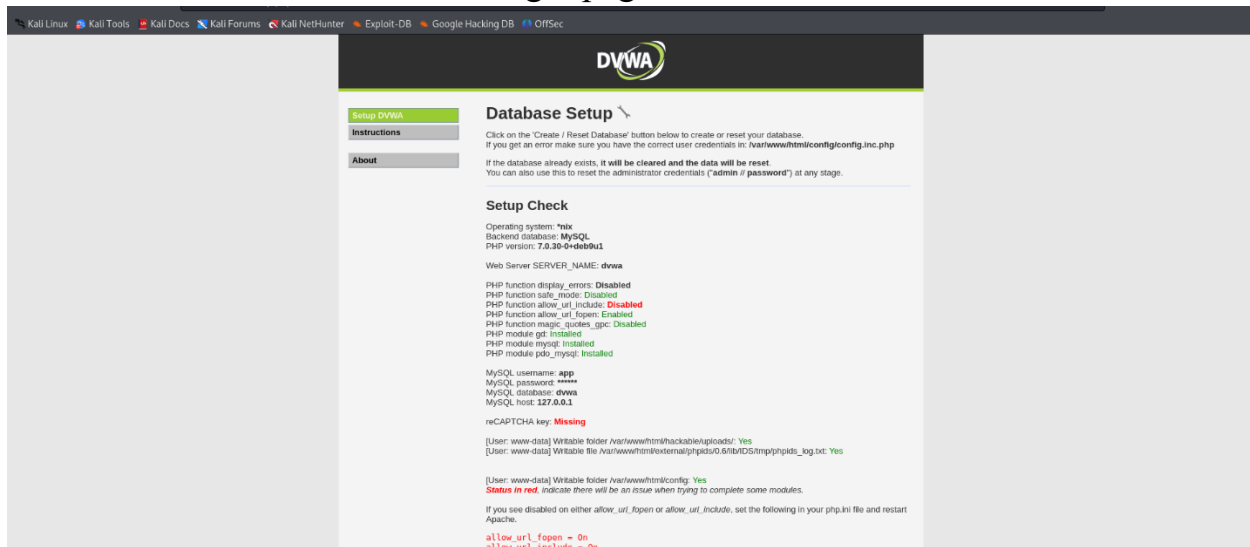 Kali Linux Kali Tools Kali Docs Kali Forums Kali NetHunter Exploit-DB Google Hacking DB OffSec
DVWA
Setup DVWA
Instructions
About
Database Setup
Click on the 'Create / Reset Database' button below to create or reset your database.
If you get an error make sure you have the correct user credentials in: /var/www/html/config/config.inc.php
If the database already exists, it will be cleared and the data will be reset.
You can also use this to reset the administrator credentials ("admin // password") at any stage.
Setup Check
Operating system: *nix
Backend database: MySQL
PHP version: 7.0.30-0+deb9u1
Web Server SERVER_NAME: dvwa
PHP function display_errors: Disabled
PHP function safe_mode: Disabled
PHP function allow_url_include: Disabled
PHP function allow_url_fopen: Enabled
PHP function magic_quotes_gpc: Disabled
PHP module gd: Installed
PHP module mysql: Installed
PHP module pdo_mysql: Installed
MySQL username: app
MySQL password: ******
MySQL database: dvwa
MySQL host: 127.0.0.1
reCAPTCHA key: Missing
[User: www-data] Writable folder /var/www/html/hackable/uploads/: Yes
[User: www-data] Writable file /var/www/html/external/phpids/0.6/lib/IDS/tmp/phpids_log.txt: Yes
[User: www-data] Writable folder /var/www/html/config: Yes
Status in red, indicate there will be an issue when trying to complete some modules.
If you see disabled on either allow_url_fopen or allow_url_include, set the following in your php.ini file and restart
Apache.
allow_url_fopen = On
allow_url_include = On